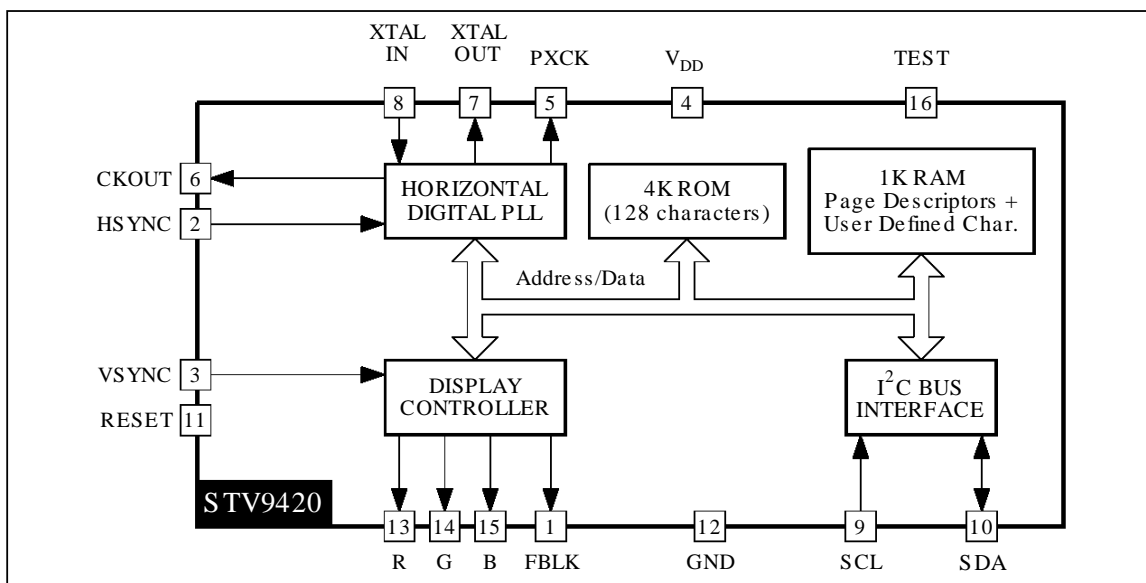 XTAL IN
XTAL OUT
PXCK
V_DD
TEST
8
7
5
4
16
CKOUT
6
HSYNC
2
HORIZONTAL
DIGITAL PLL
4K ROM
(128 characters)
1K RAM
Page Descriptors +
User Defined Char.
Address/Data
VSYNC
3
RESET
11
DISPLAY
CONTROLLER
I²C BUS
INTERFACE
STV9420
13
14
15
1
12
9
10
R
G
B
FBLK
GND
SCL
SDA